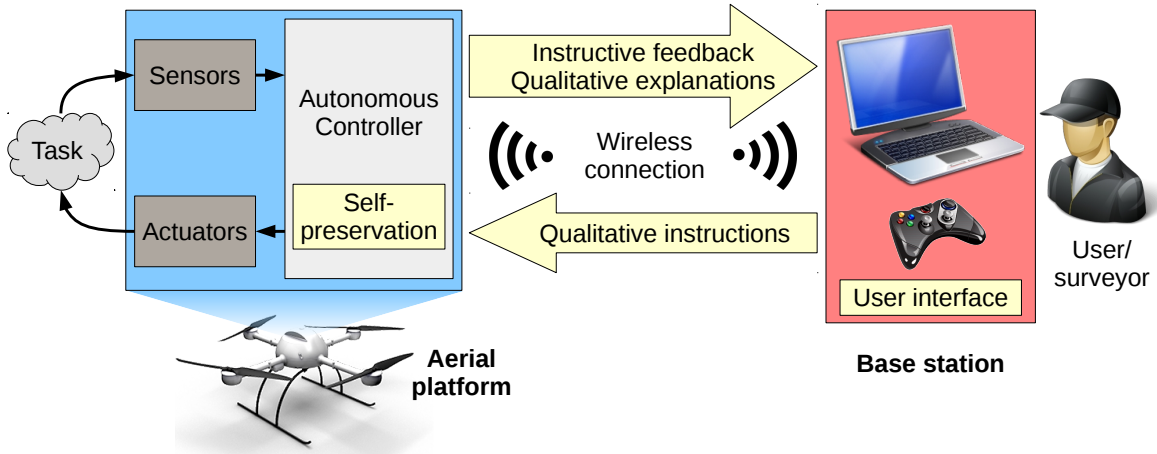 Sensors
Autonomous
Controller
Task
Self-
preservation
Actuators
Aerial
platform
Instructive feedback
Qualitative explanations
Wireless
connection
Qualitative instructions
User interface
Base station
User/
surveyor